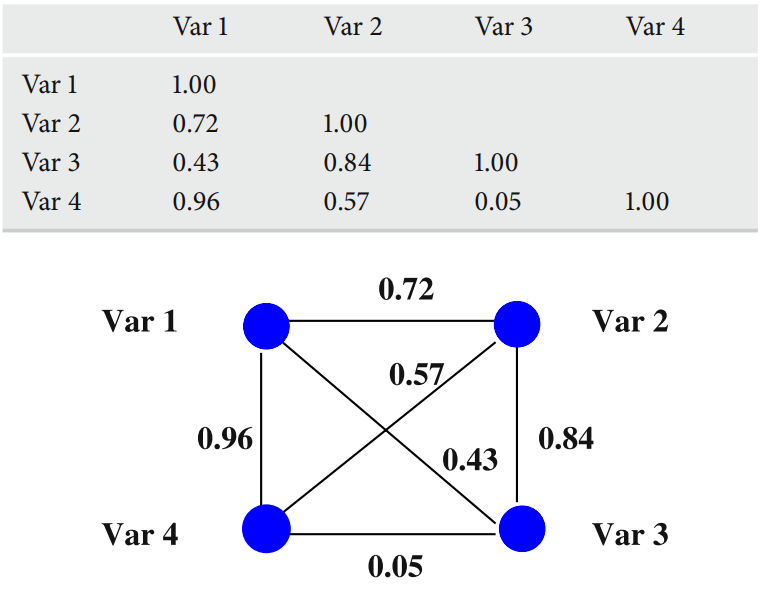 Var 1 Var 2 Var 3 Var 4
Var 1 1.00
Var 2 0.72 1.00
Var 3 0.43 0.84 1.00
Var 4 0.96 0.57 0.05 1.00
0.72
Var 1 Var 2
0.57
0.96 0.84
0.43
Var 4 Var 3
0.05